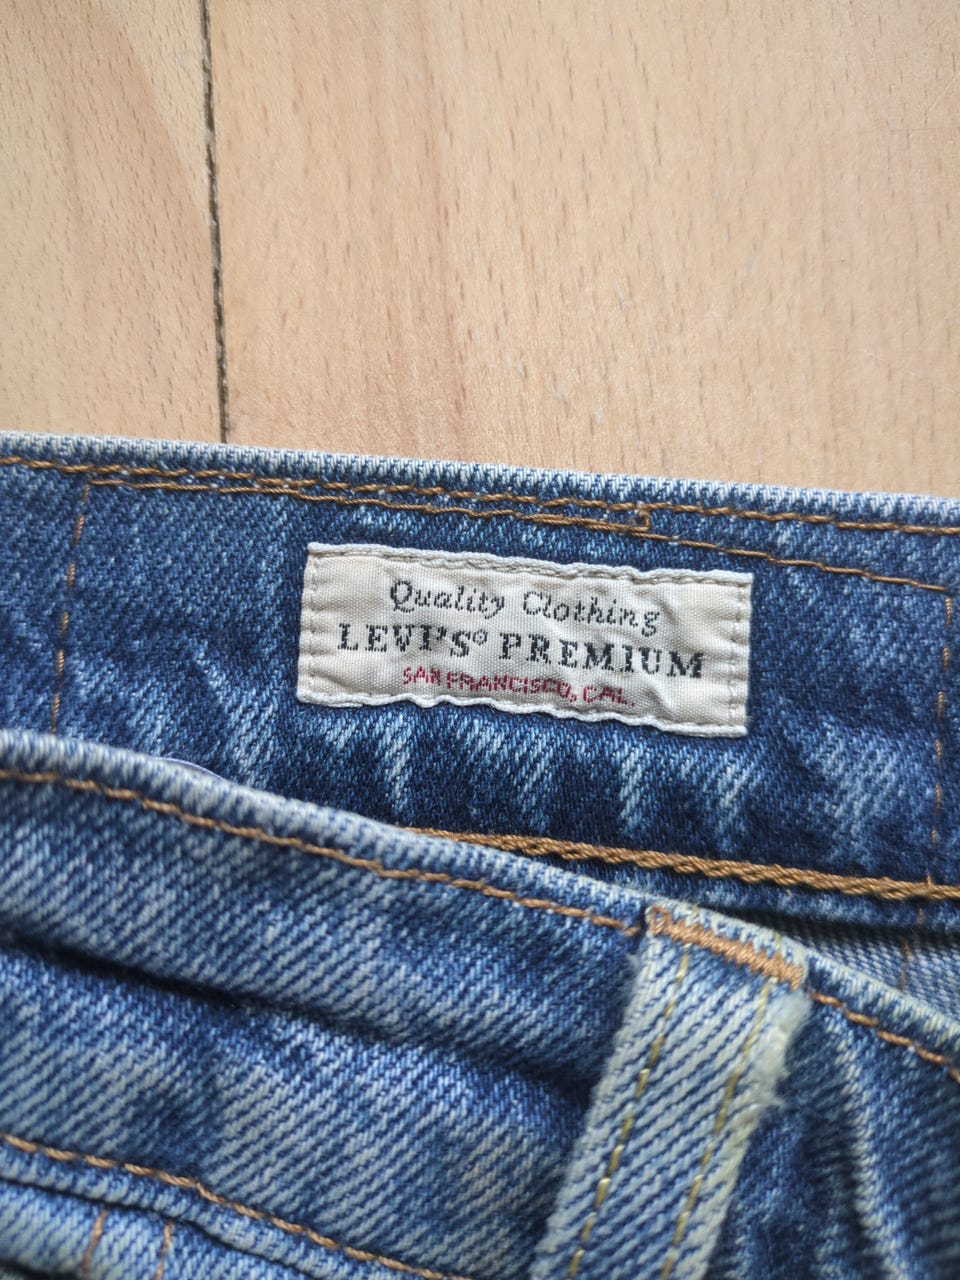 Quality Clothing
LEVI'S® PREMIUM
SAN FRANCISCO, CAL.